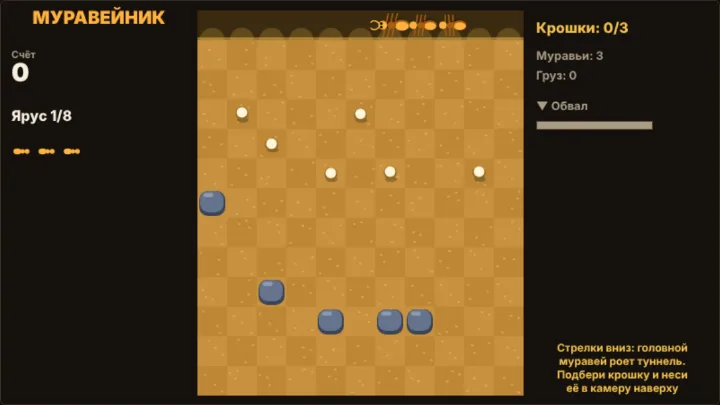 МУРАВЕЙНИК
Счёт
0
Ярус 1/8
Крошки: 0/3
Муравьи: 3
Груз: 0
▼ Обвал
Стрелки вниз: головной
муравей роет туннель.
Подбери крошку и неси
её в камеру наверху